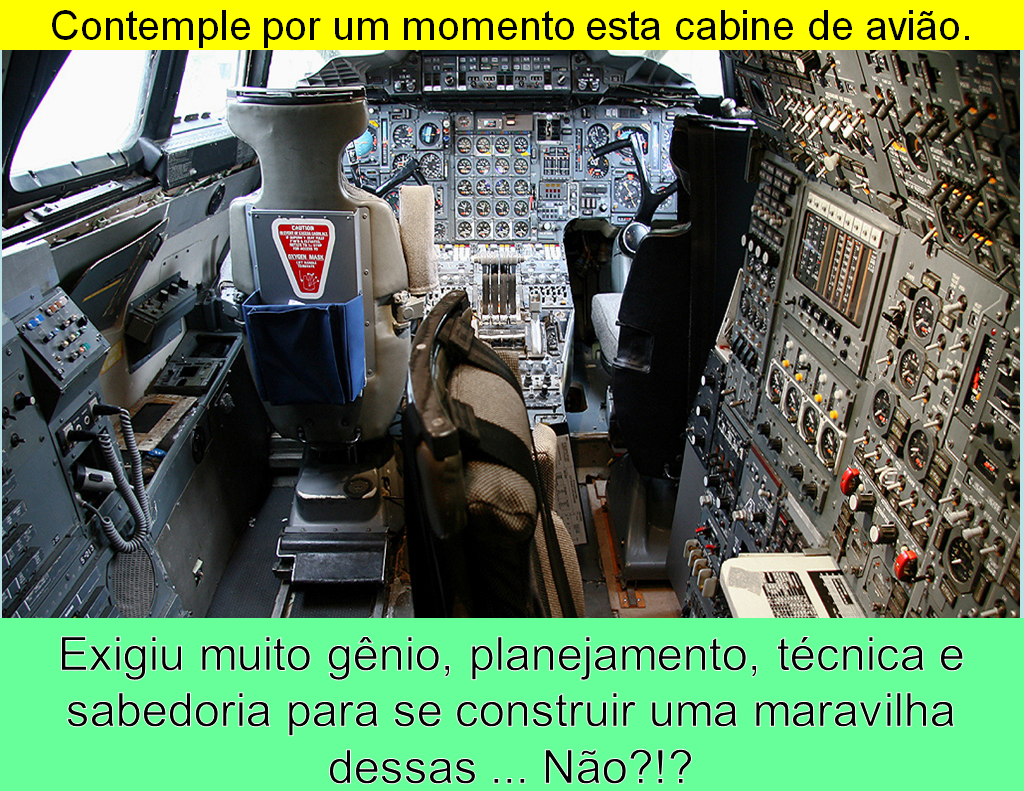 Contemple por um momento esta cabine de avião.
CAUTION
OXYGEN MASK
Exigiu muito gênio, planejamento, técnica e
sabedoria para se construir uma maravilha
dessas ... Não?!?